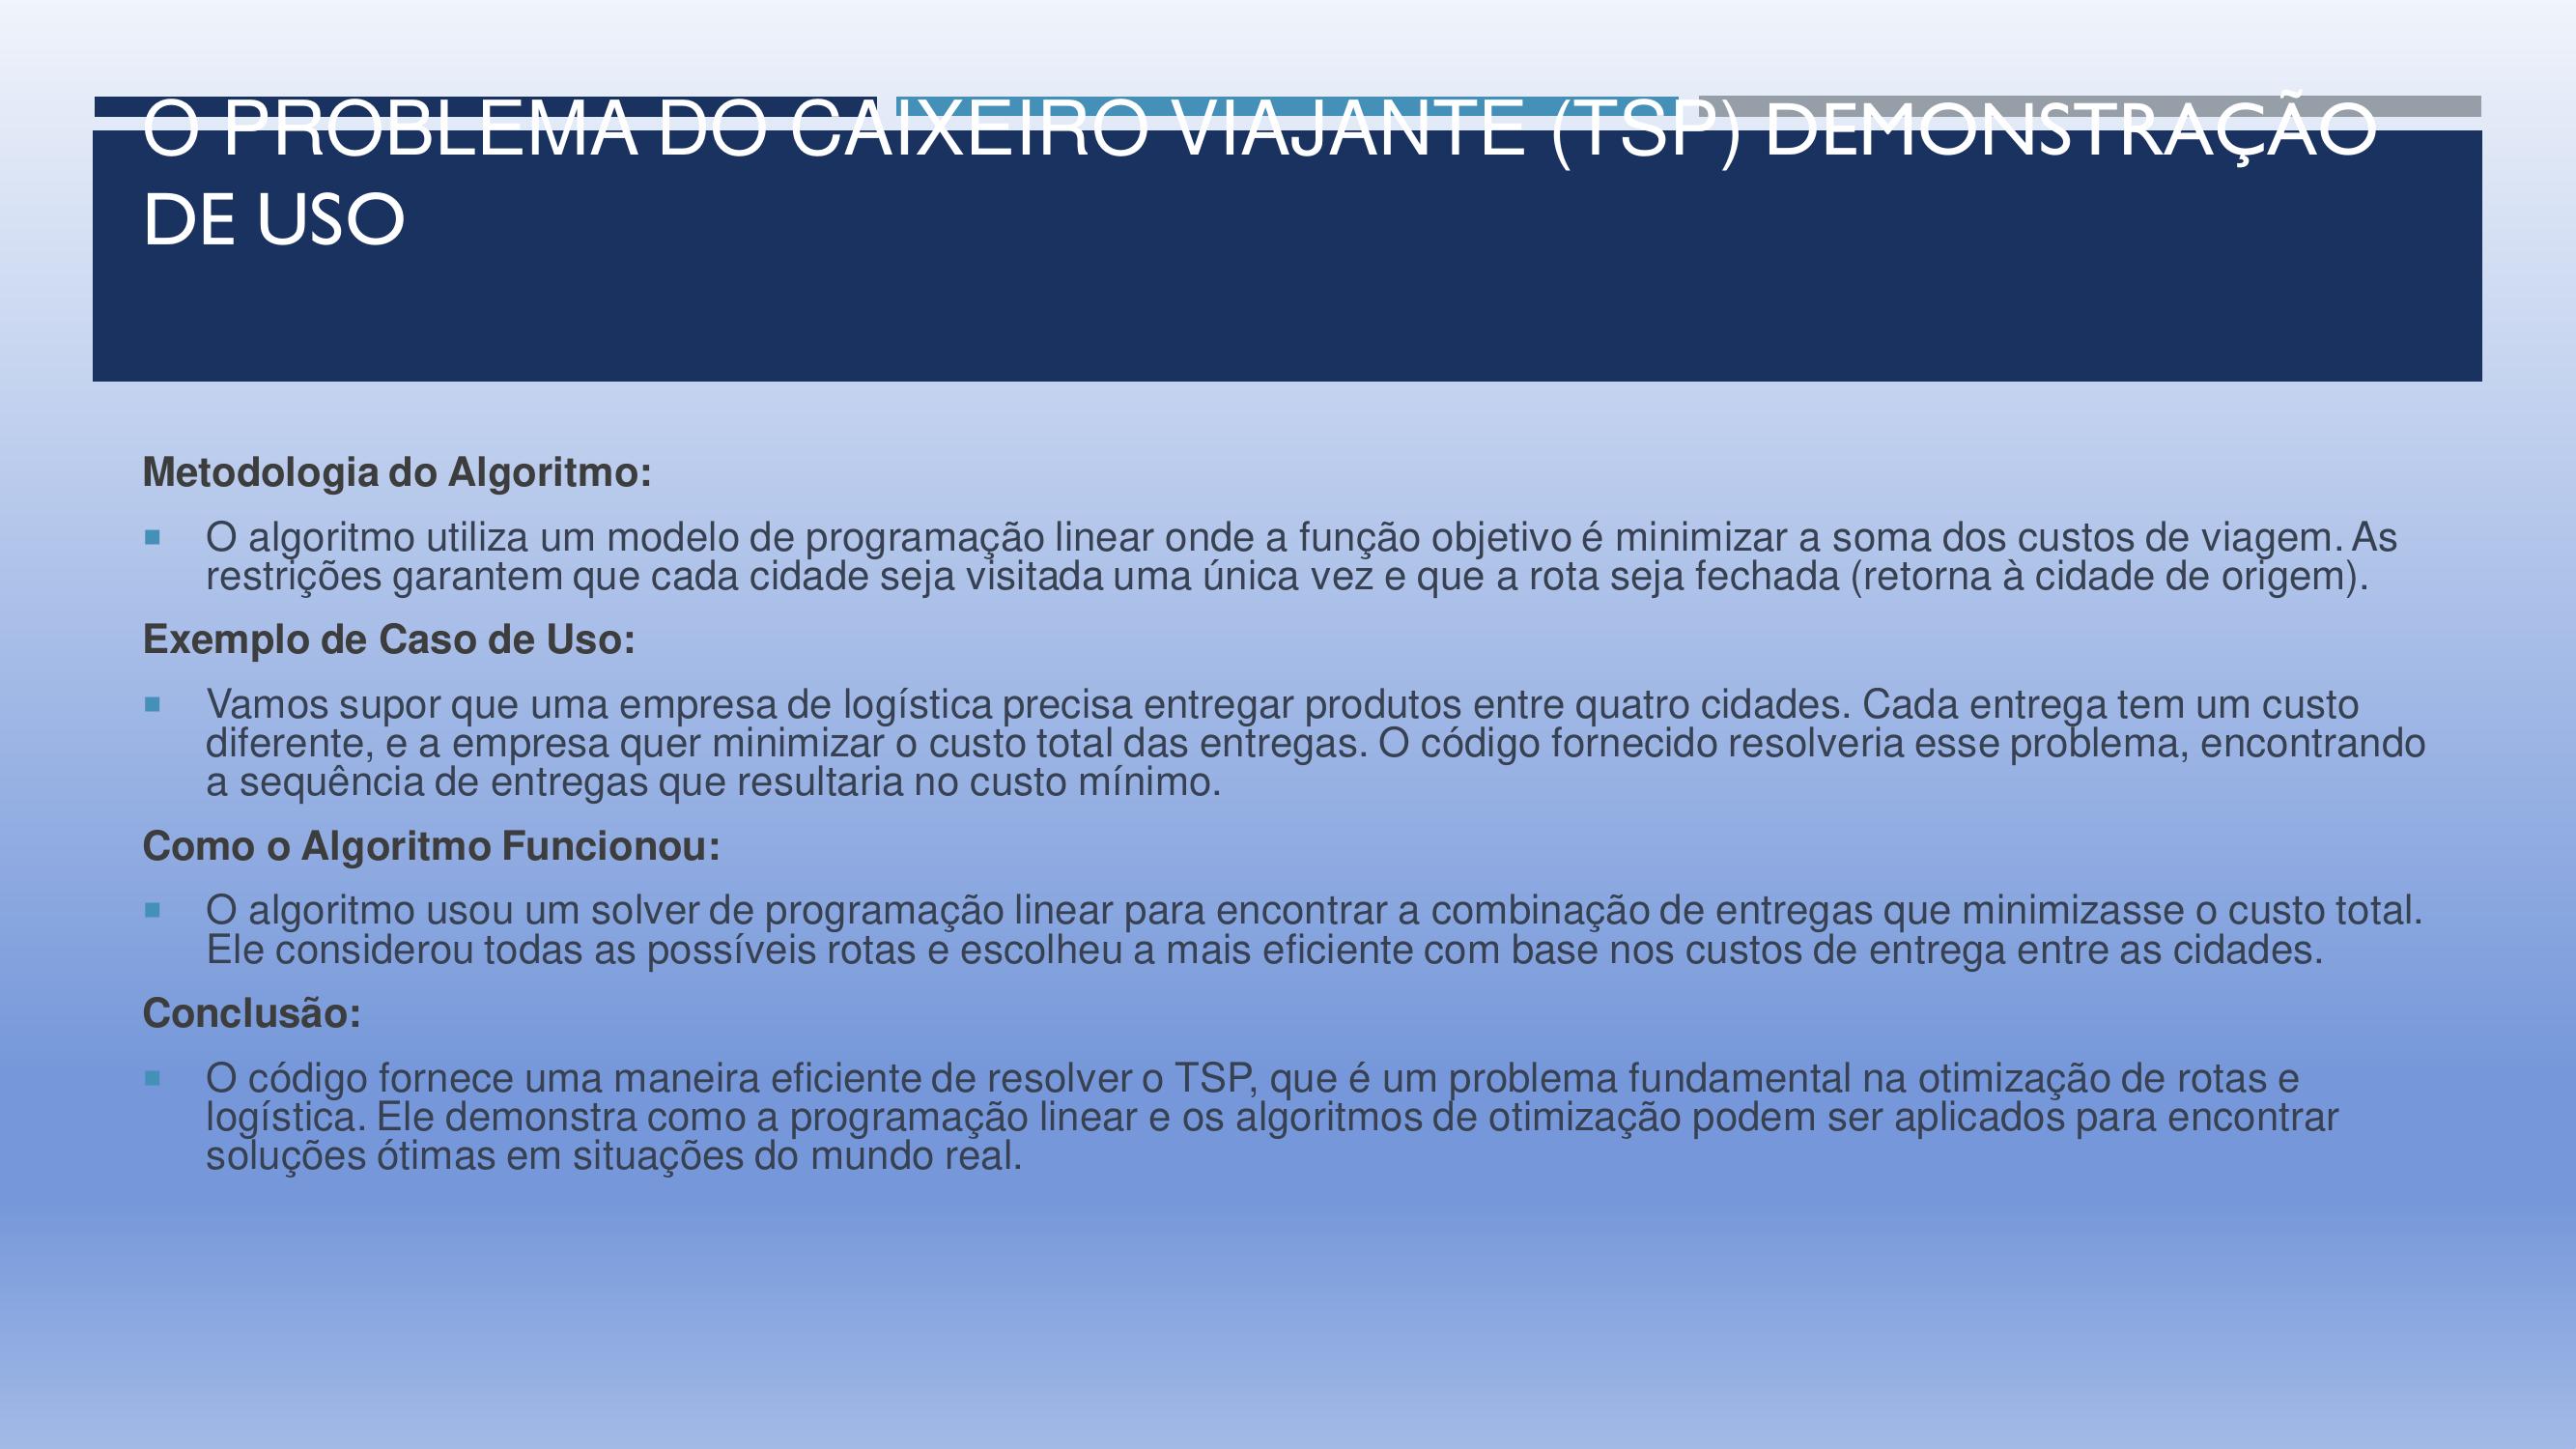 O PROBLEMA DO CAIXEIRO VIAJANTE (TSP) DEMONSTRAÇÃO
DE USO
Metodologia do Algoritmo:
O algoritmo utiliza um modelo de programação linear onde a função objetivo é minimizar a soma dos custos de viagem. As
restrições garantem que cada cidade seja visitada uma única vez e que a rota seja fechada (retorna à cidade de origem).
Exemplo de Caso de Uso:
Vamos supor que uma empresa de logística precisa entregar produtos entre quatro cidades. Cada entrega tem um custo
diferente, e a empresa quer minimizar o custo total das entregas. O código fornecido resolveria esse problema, encontrando
a sequência de entregas que resultaria no custo mínimo.
Como o Algoritmo Funcionou:
O algoritmo usou um solver de programação linear para encontrar a combinação de entregas que minimizasse o custo total.
Ele considerou todas as possíveis rotas e escolheu a mais eficiente com base nos custos de entrega entre as cidades.
Conclusão:
O código fornece uma maneira eficiente de resolver o TSP, que é um problema fundamental na otimização de rotas e
logística. Ele demonstra como a programação linear e os algoritmos de otimização podem ser aplicados para encontrar
soluções ótimas em situações do mundo real.